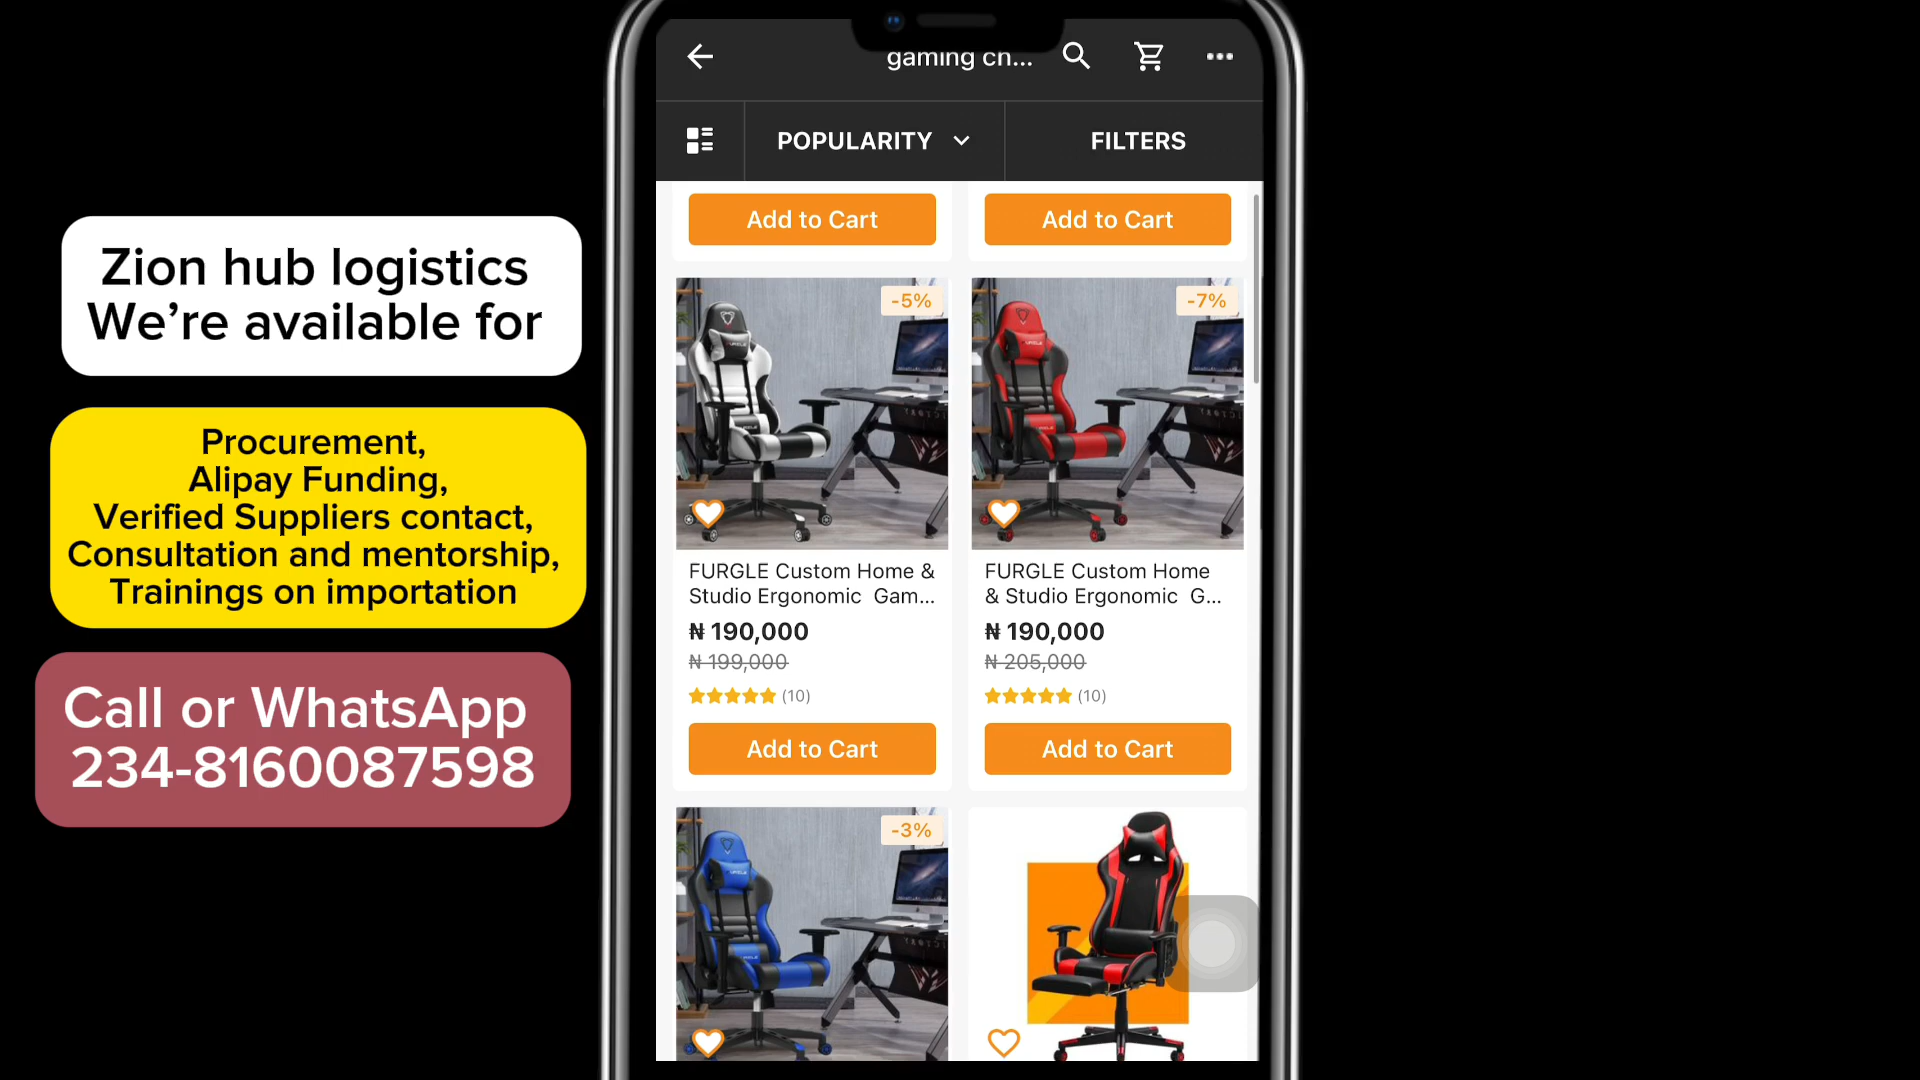 Zion hub logistics
We’re available for
Procurement,
Alipay Funding,
Verified Suppliers contact,
Consultation and mentorship,
Trainings on importation
Call or WhatsApp
234-8160087598
gaming ch...
POPULARITY
FILTERS
Add to Cart
Add to Cart
-5%
FURGLE Custom Home &
Studio Ergonomic Gam...
₦ 190,000
₦ 199,000
(10)
Add to Cart
-7%
FURGLE Custom Home
& Studio Ergonomic G...
₦ 190,000
₦ 205,000
(10)
Add to Cart
-3%